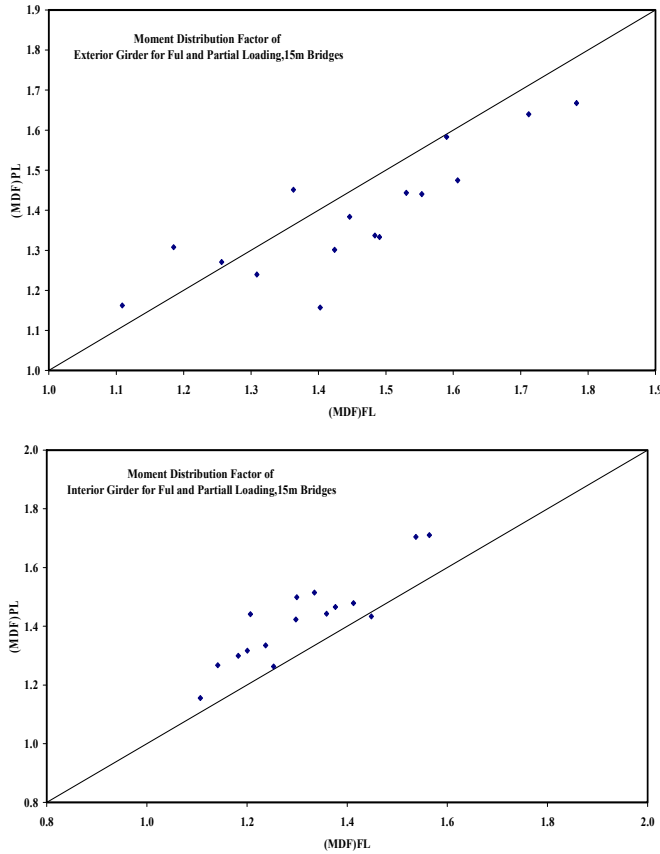 Moment Distribution Factor of
Exterior Girder for Ful and Partial Loading,15m Bridges
1.9
1.8
1.7
1.6
1.5
1.4
1.3
1.2
1.1
1.0
(MDF)PL
1.0 1.1 1.2 1.3 1.4 1.5 1.6 1.7 1.8 1.9
(MDF)FL
Moment Distribution Factor of
Interior Girder for Ful and Partiall Loading,15m Bridges
2.0
1.8
1.6
1.4
1.2
1.0
0.8
(MDF)PL
0.8 1.0 1.2 1.4 1.6 1.8 2.0
(MDF)FL